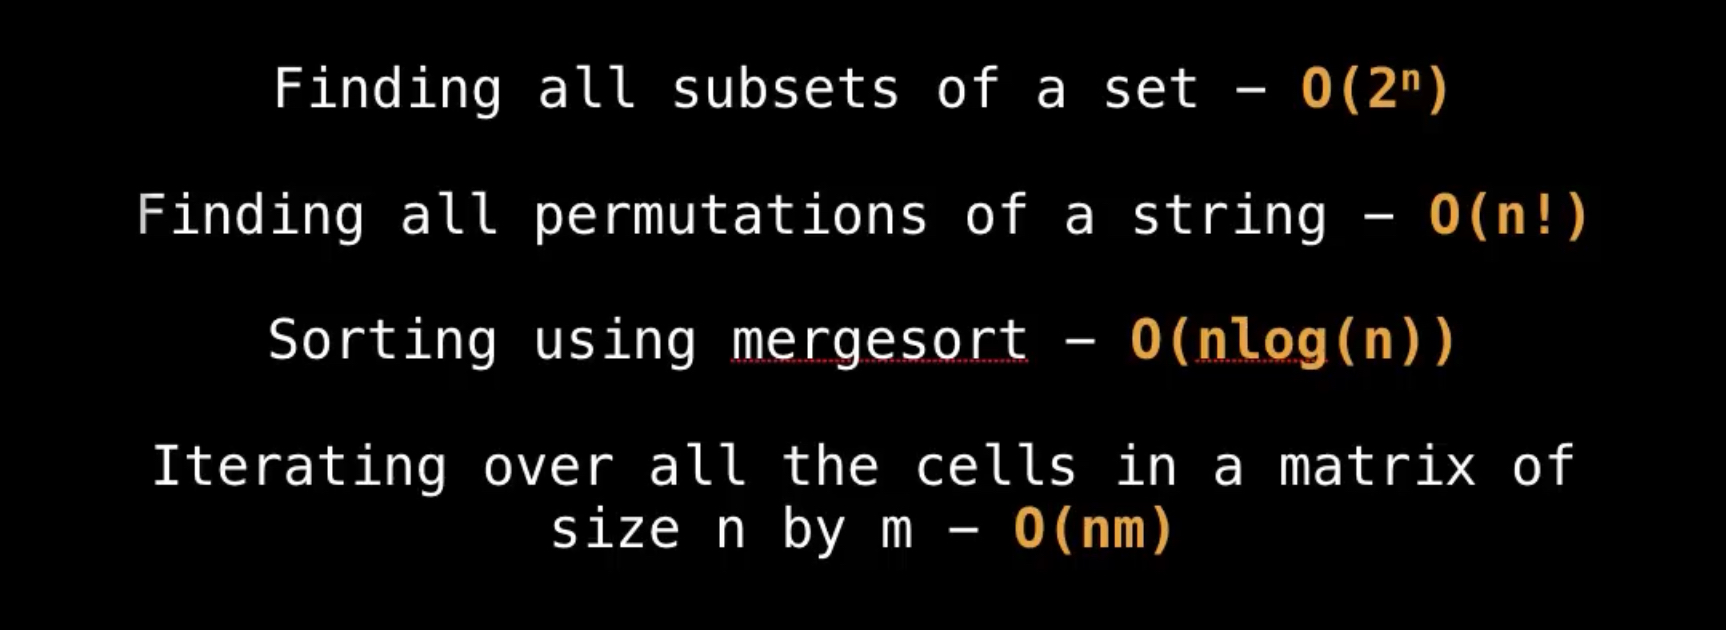 Finding all subsets of a set – O(2ⁿ)
Finding all permutations of a string – O(n!)
Sorting using mergesort – O(nlog(n))
Iterating over all the cells in a matrix of
size n by m – O(nm)